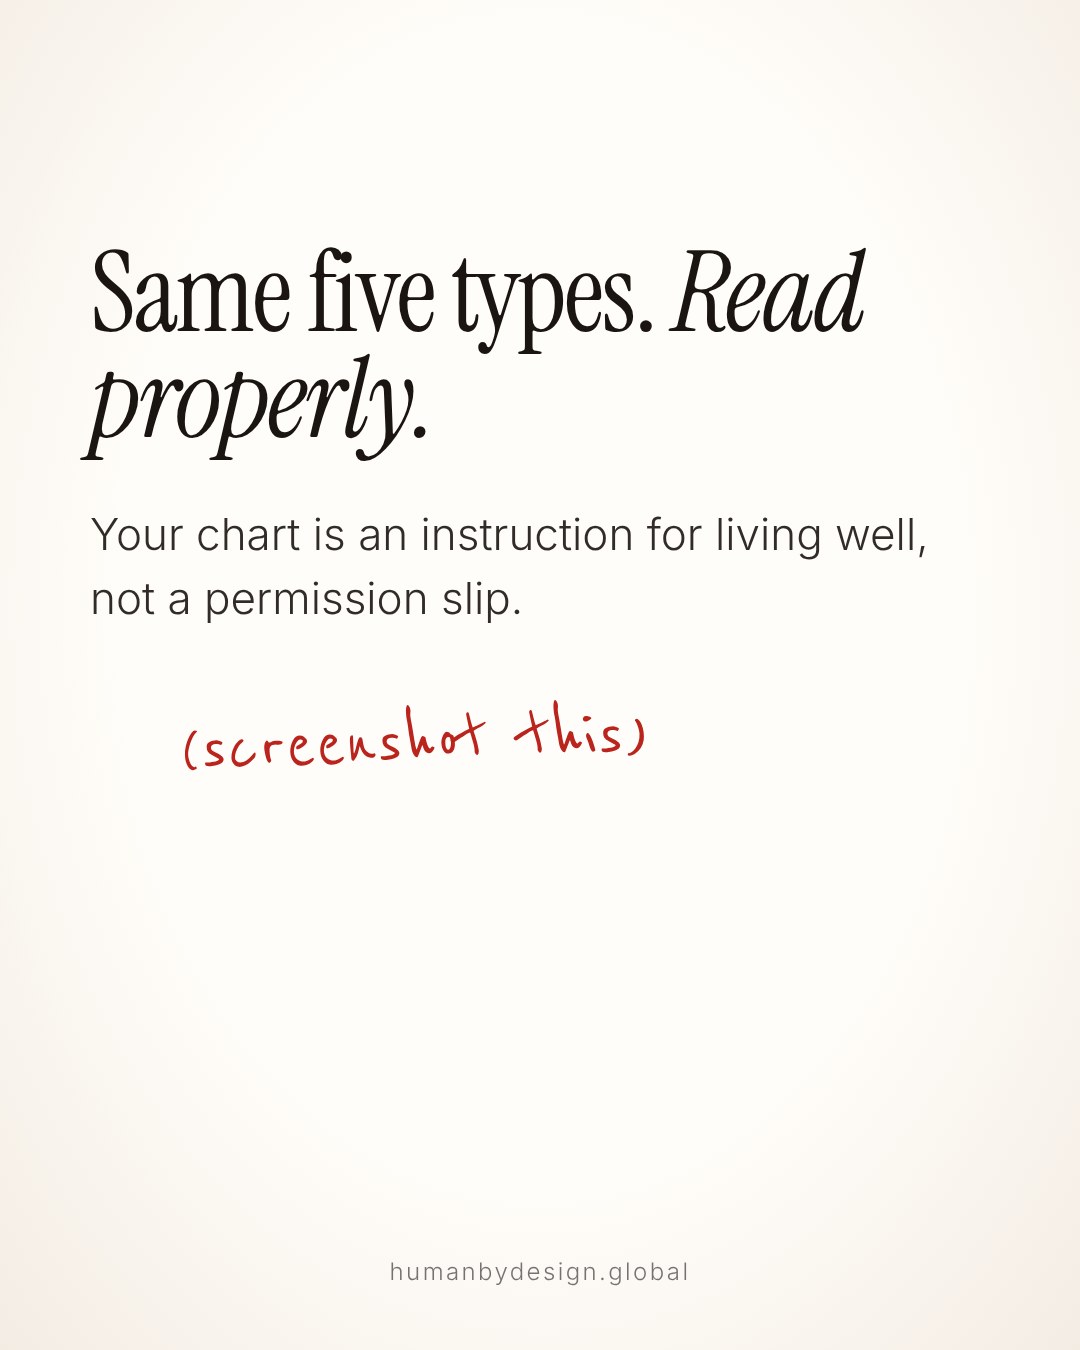 Same five types. Read
properly.
Your chart is an instruction for living well,
not a permission slip.
(screenshot this)
humanbydesign.global